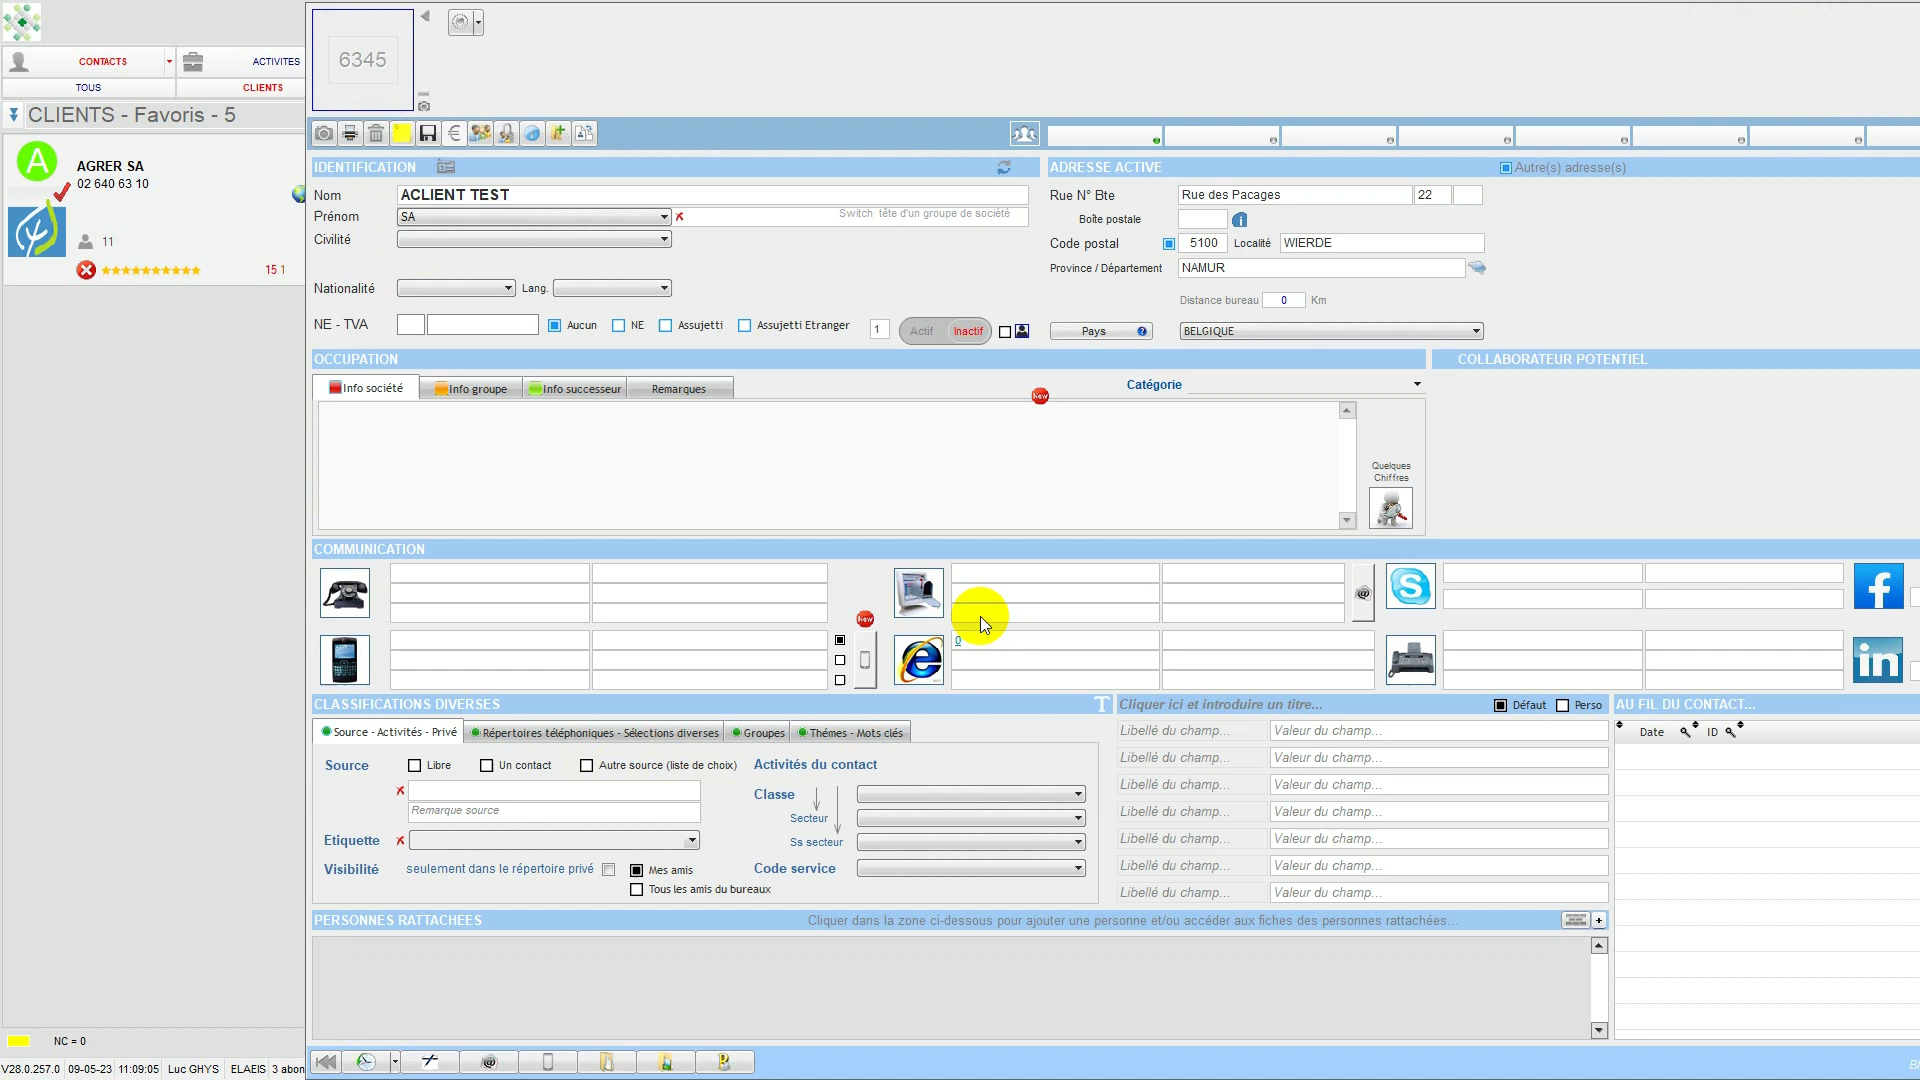 6345
CONTACTS
ACTIVITES
TOUS
CLIENTS
CLIENTS - Favoris - 5
A
AGRER SA
02 640 63 10
11
15 1
IDENTIFICATION
ADRESSE ACTIVE
Autre(s) adresse(s)
Nom
ACLIENT TEST
Rue N° Bte
Rue des Pacages
22
Prénom
SA
Switch tête d'un groupe de société
Boîte postale
Civilité
Code postal
5100
Localité
WIERDE
Province / Département
NAMUR
Nationalité
Lang.
Distance bureau
0
Km
NE - TVA
Aucun
NE
Assujetti
Assujetti Etranger
1
Actif
Inactif
Pays
BELGIQUE
OCCUPATION
COLLABORATEUR POTENTIEL
Info société
Info groupe
Info successeur
Remarques
New
Catégorie
Quelques
Chiffres
COMMUNICATION
New
0
CLASSIFICATIONS DIVERSES
T
Cliquer ici et introduire un titre...
Défaut
Perso
AU FIL DU CONTACT...
Source - Activités - Privé
Répertoires téléphoniques - Sélections diverses
Groupes
Thémes - Mots clés
Libellé du champ...
Valeur du champ...
Date
ID
Source
Libre
Un contact
Autre source (liste de choix)
Activités du contact
Libellé du champ...
Valeur du champ...
Classe
Libellé du champ...
Valeur du champ...
Remarque source
Secteur
Libellé du champ...
Valeur du champ...
Etiquette
Ss secteur
Libellé du champ...
Valeur du champ...
Visibilité
seulement dans le répertoire privé
Mes amis
Code service
Libellé du champ...
Valeur du champ...
Tous les amis du bureaux
Libellé du champ...
Valeur du champ...
PERSONNES RATTACHEES
Cliquer dans la zone ci-dessous pour ajouter une personne et/ou accéder aux fiches des personnes rattachées...
+
NC = 0
V28.0.257.0
09-05-23
11:09:05
Luc GHYS
ELAEIS
3 abon